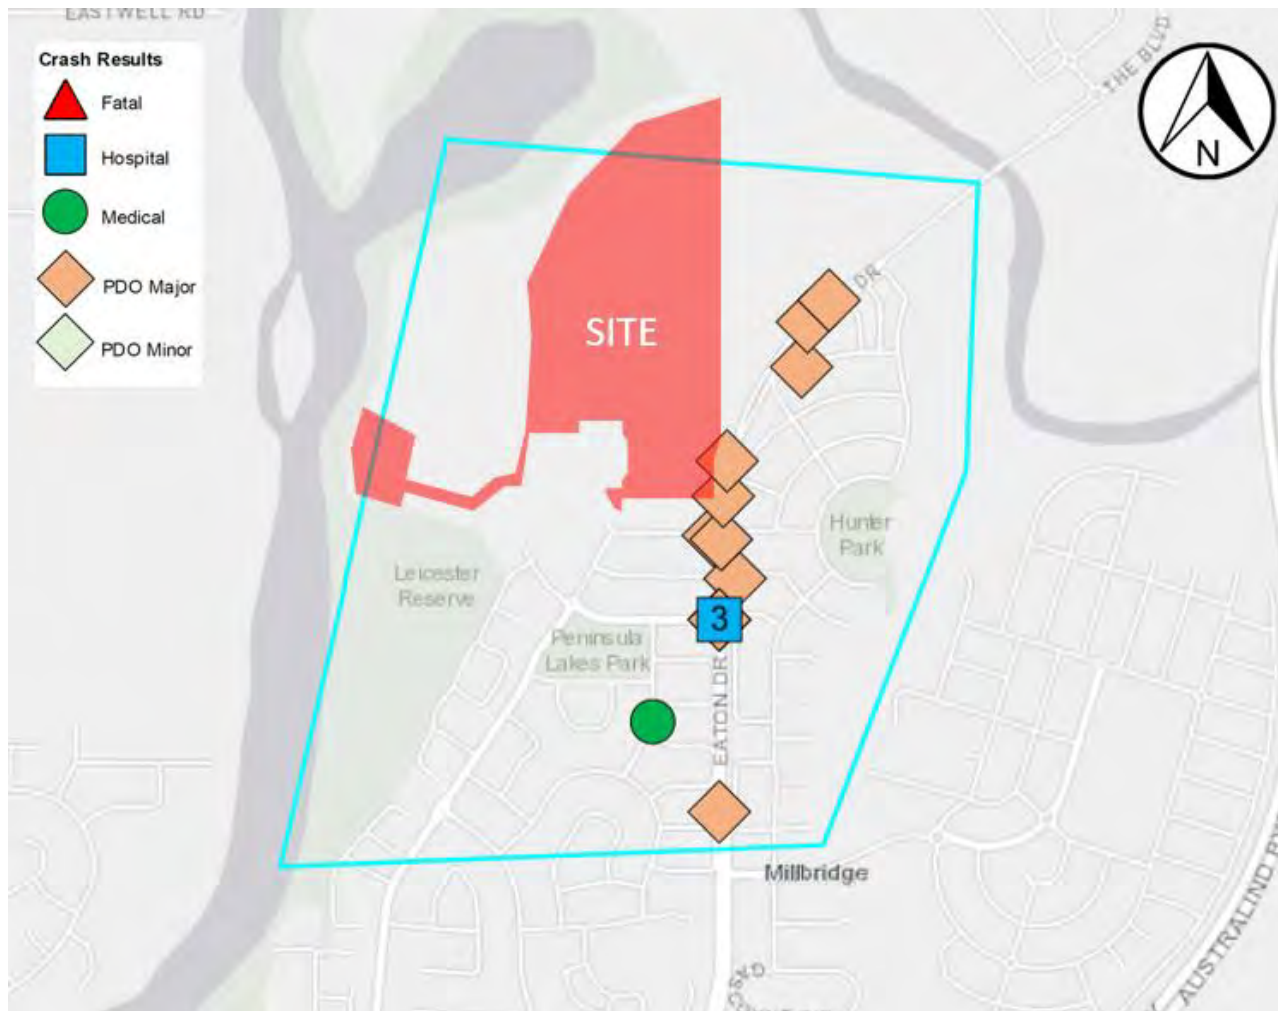 EASTWELL RD
Crash Results
Fatal
Hospital
Medical
PDO Major
PDO Minor
THE BLVD
N
DR
SITE
Hunter
Park
Leicester
Reserve
3
Peninsula
Lakes Park
EATON DR
Millbridge
AUSTRALIND RD